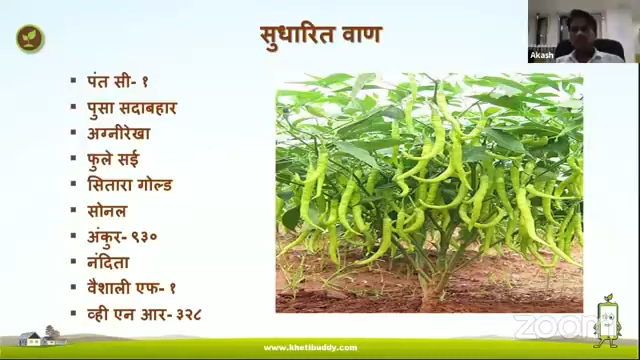 सुधारित वाण
Akash
पंत सी- १
पुसा सदाबहार
अग्नीरेखा
फुले सई
सितारा गोल्ड
सोनल
अंकुर- ९३०
नंदिता
वैशाली एफ- १
व्ही एन आर- ३२८
zoom
www.khetibuddy.com